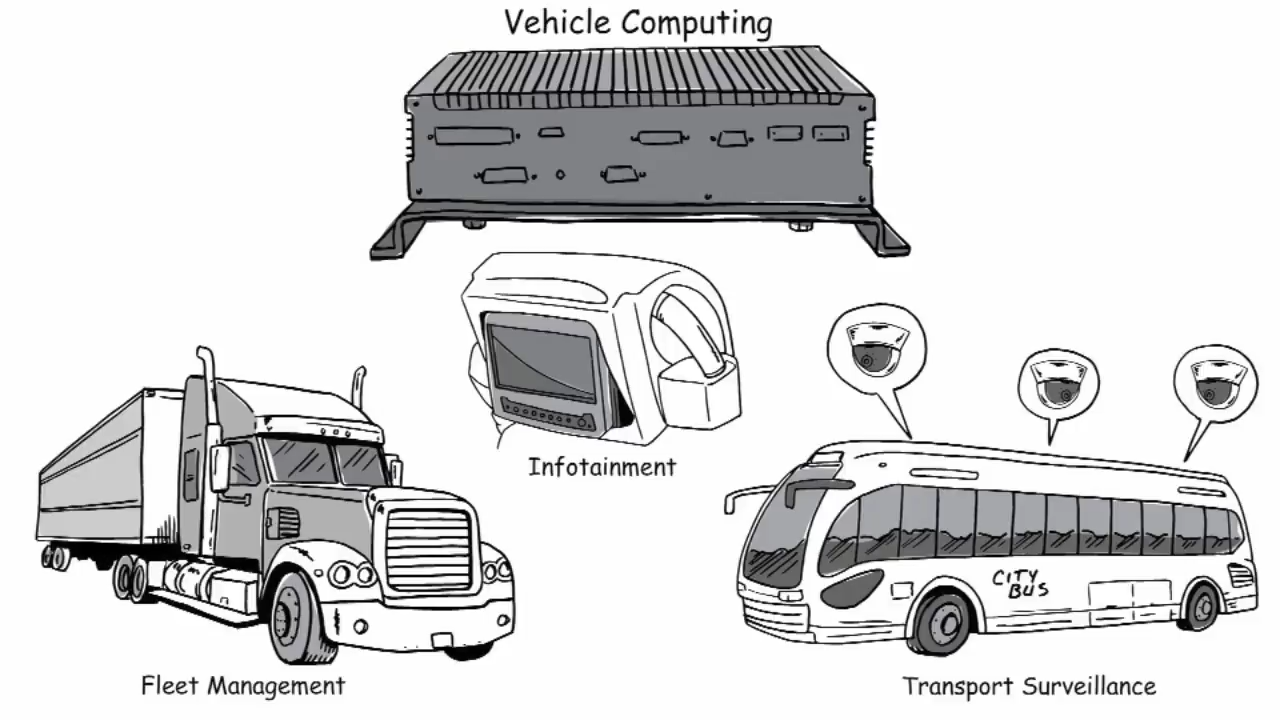 Vehicle Computing
Infotainment
CITY
BUS
Fleet Management
Transport Surveillance